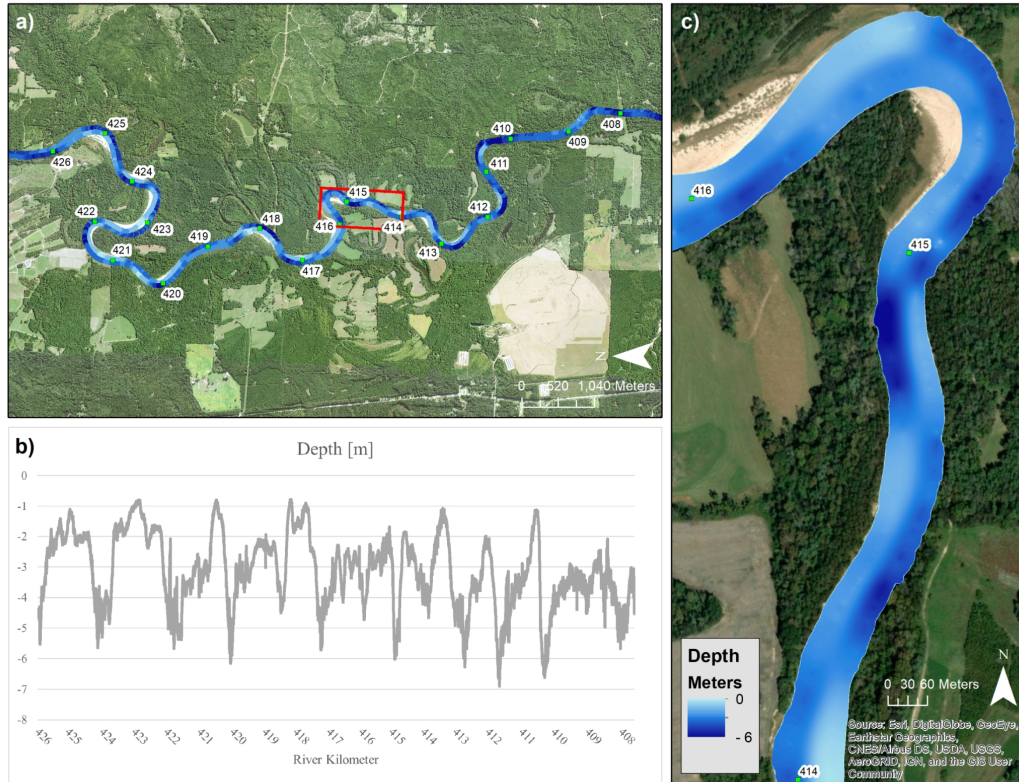 a)
425
426
424
422
423
421
420
419
418
417
416
415
414
413
412
411
410
409
408
N
0 520 1,040 Meters
b)
Depth [m]
0
-1
-2
-3
-4
-5
-6
-7
-8
426 425 424 423 422 421 420 419 418 417 416 415 414 413 412 411 410 409 408
River Kilometer
c)
416
415
414
Depth
Meters
0
- 6
N
0 30 60 Meters
Source: Esri, DigitalGlobe, GeoEye,
Earthstar Geographics,
CNES/Airbus DS, USDA, USGS,
AeroGRID, IGN, and the GIS User
Community